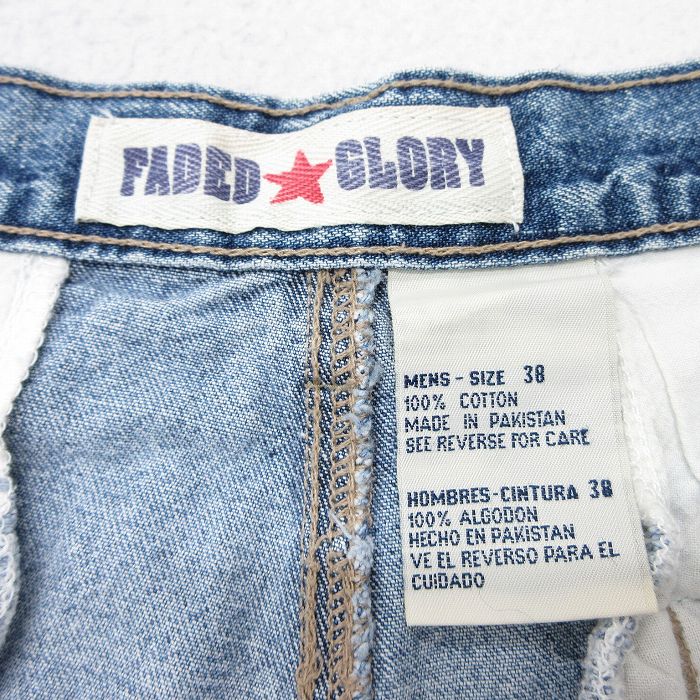 FADED GLORY
MENS - SIZE 38
100% COTTON
MADE IN PAKISTAN
SEE REVERSE FOR CARE
HOMBRES-CINTURA 38
100% ALGODON
HECHO EN PAKISTAN
VE EL REVERSO PARA EL
CUIDADO